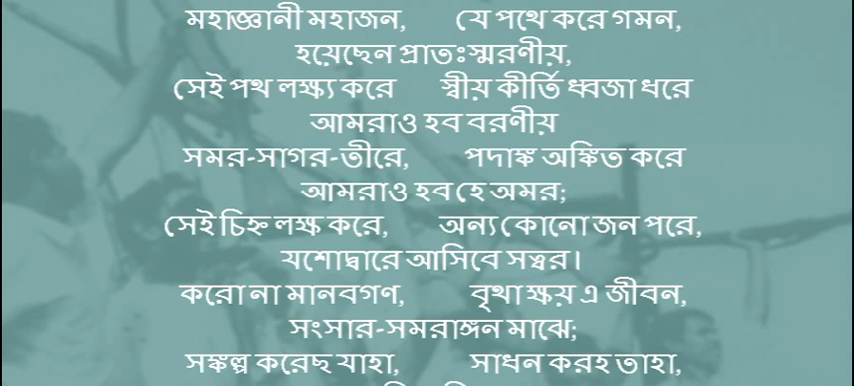 মহাজ্ঞানী মহাজন, যে পথে করে গমন,
হয়েছেন প্রাতঃস্মরণীয়,
সেই পথ লক্ষ্য করে স্বীয় কীর্তি ধ্বজা ধরে
আমরাও হব বরণীয়
সমর-সাগর-তীরে, পদাঙ্ক অঙ্কিত করে
আমরাও হব হে অমর;
সেই চিহ্ন লক্ষ করে, অন্য কোনো জন পরে,
যশোদ্বারে আসিবে সত্বর।
করো না মানবগণ, বৃথা ক্ষয় এ জীবন,
সংসার-সমরাঙ্গন মাঝে;
সঙ্কল্প করেছ যাহা, সাধন করহ তাহা,